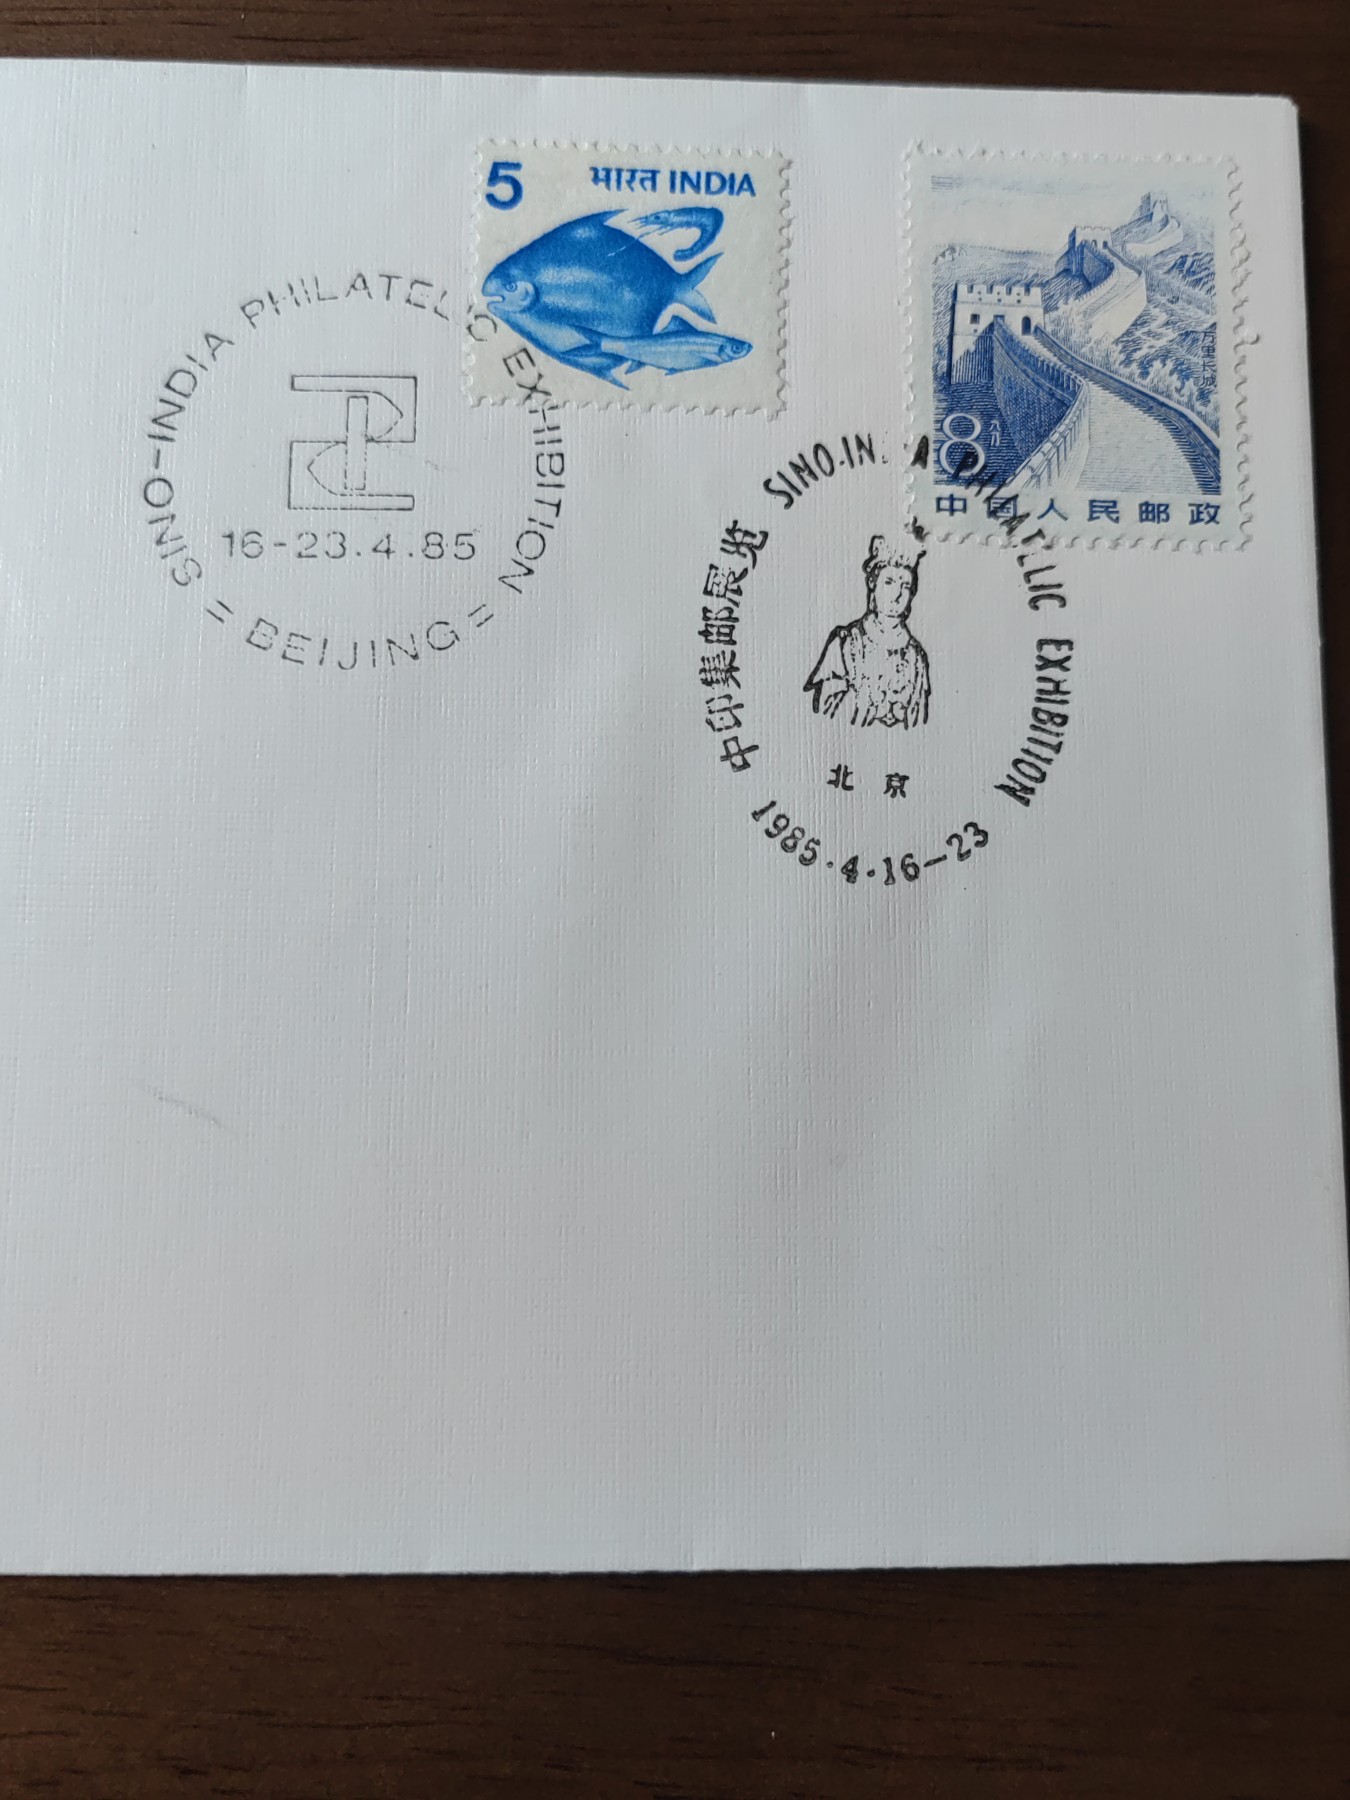 5 भारत INDIA
万里长城
8分
中国人民邮政
SINO-INDIA PHILATELIC EXHIBITION
16-23.4.85
= BEIJING =
SINO.IN A PHILATELIC EXHIBITION
中印集邮展览
北京
1985.4.16-23